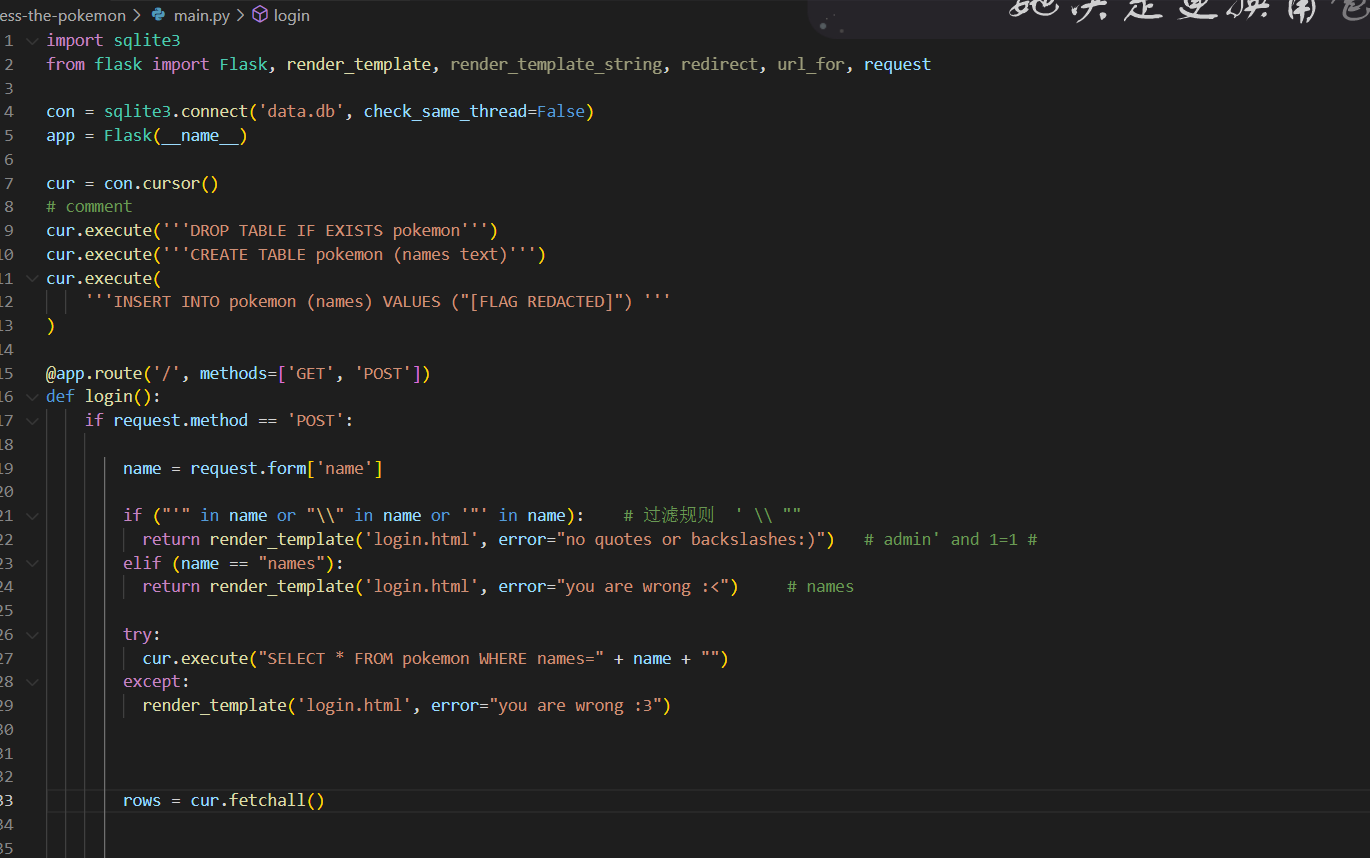 ess-the-pokemon > main.py > login
1 import sqlite3
2 from flask import Flask, render_template, render_template_string, redirect, url_for, request
3
4 con = sqlite3.connect('data.db', check_same_thread=False)
5 app = Flask(__name__)
6
7 cur = con.cursor()
8 # comment
9 cur.execute('''DROP TABLE IF EXISTS pokemon''')
10 cur.execute('''CREATE TABLE pokemon (names text)''')
11 cur.execute(
12     '''INSERT INTO pokemon (names) VALUES ("[FLAG REDACTED]") '''
13 )
14
15 @app.route('/', methods=['GET', 'POST'])
16 def login():
17     if request.method == 'POST':
18
19         name = request.form['name']
20
21         if ("'" in name or "\\" in name or '"' in name):    # 过滤规则  ' \\ ""
22           return render_template('login.html', error="no quotes or backslashes:)")   # admin' and 1=1 #
23         elif (name == "names"):
24           return render_template('login.html', error="you are wrong :<")     # names
25
26         try:
27           cur.execute("SELECT * FROM pokemon WHERE names=" + name + "")
28         except:
29           render_template('login.html', error="you are wrong :3")
30
31
32
33         rows = cur.fetchall()
34
35